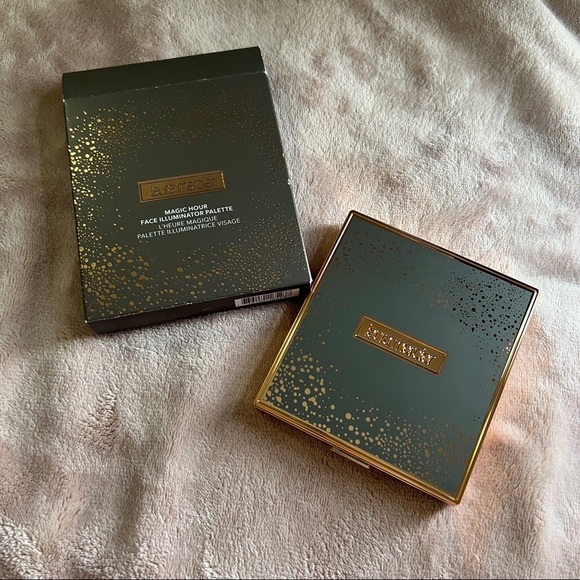 laura mercier
MAGIC HOUR
FACE ILLUMINATOR PALETTE
L'HEURE MAGIQUE
PALETTE ILLUMINATRICE VISAGE
laura mercier